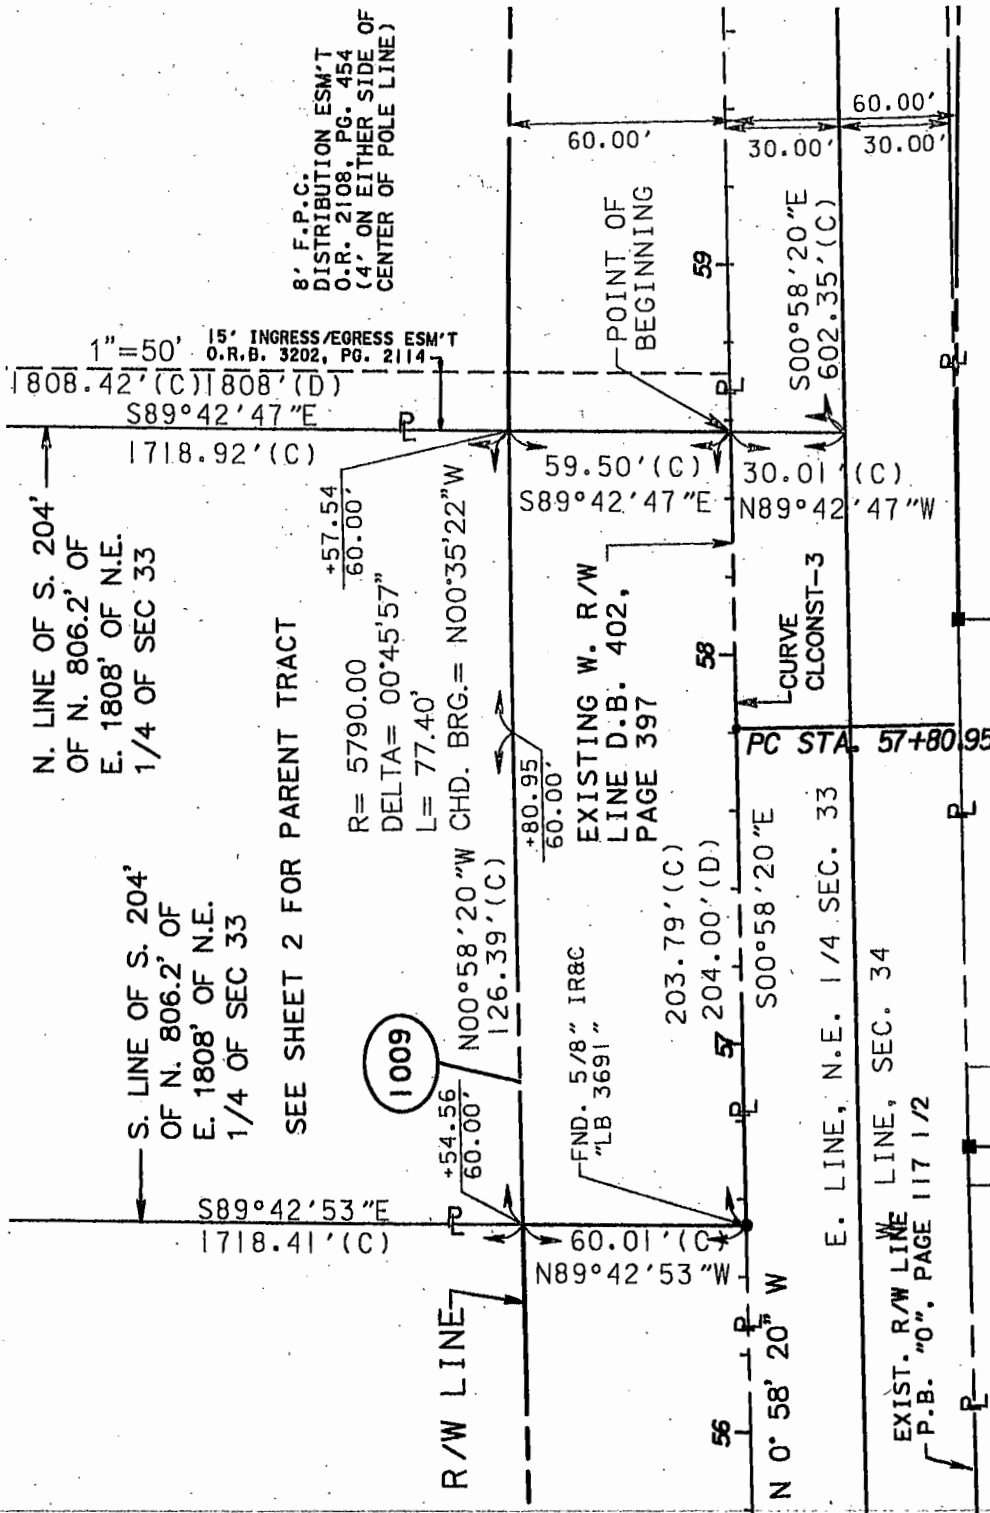 8' F.P.C.
DISTRIBUTION ESM'T
O.R. 2108, PG. 454
(4' ON EITHER SIDE OF
CENTER OF POLE LINE)
60.00'
60.00'
30.00'
30.00'
1"=50'
15' INGRESS/EGRESS ESM'T
O.R.B. 3202, PG. 2114
1808.42'(C)1808'(D)
S89°42'47"E
1718.92'(C)
PL
POINT OF
BEGINNING
59
S00°58'20"E
602.35'(C)
PL
PL
59.50'(C)
S89°42'47"E
30.01'(C)
N89°42'47"W
N. LINE OF S. 204'
OF N. 806.2' OF
E. 1808' OF N.E.
1/4 OF SEC 33
+57.54
60.00'
R= 5790.00
DELTA= 00°45'57"
L= 77.40'
CHD. BRG.= N00°35'22"W
EXISTING W. R/W
LINE D.B. 402,
PAGE 397
58
CURVE
CLCONST-3
PC STA. 57+80.95
SEE SHEET 2 FOR PARENT TRACT
+80.95
60.00'
N00°58'20"W
126.39'(C)
203.79'(C)
204.00'(D)
S00°58'20"E
PL
S. LINE OF S. 204'
OF N. 806.2' OF
E. 1808' OF N.E.
1/4 OF SEC 33
1009
+54.56
60.00'
FND. 5/8" IR&C
"LB 3691"
57
PL
E. LINE, N.E. 1/4 SEC. 33
W LINE, SEC. 34
S89°42'53"E
1718.41'(C)
PL
60.01'(C)
N89°42'53"W
R/W LINE
PL
56
N 0° 58' 20" W
EXIST. R/W LINE
P.B. "O", PAGE 117 1/2
PL